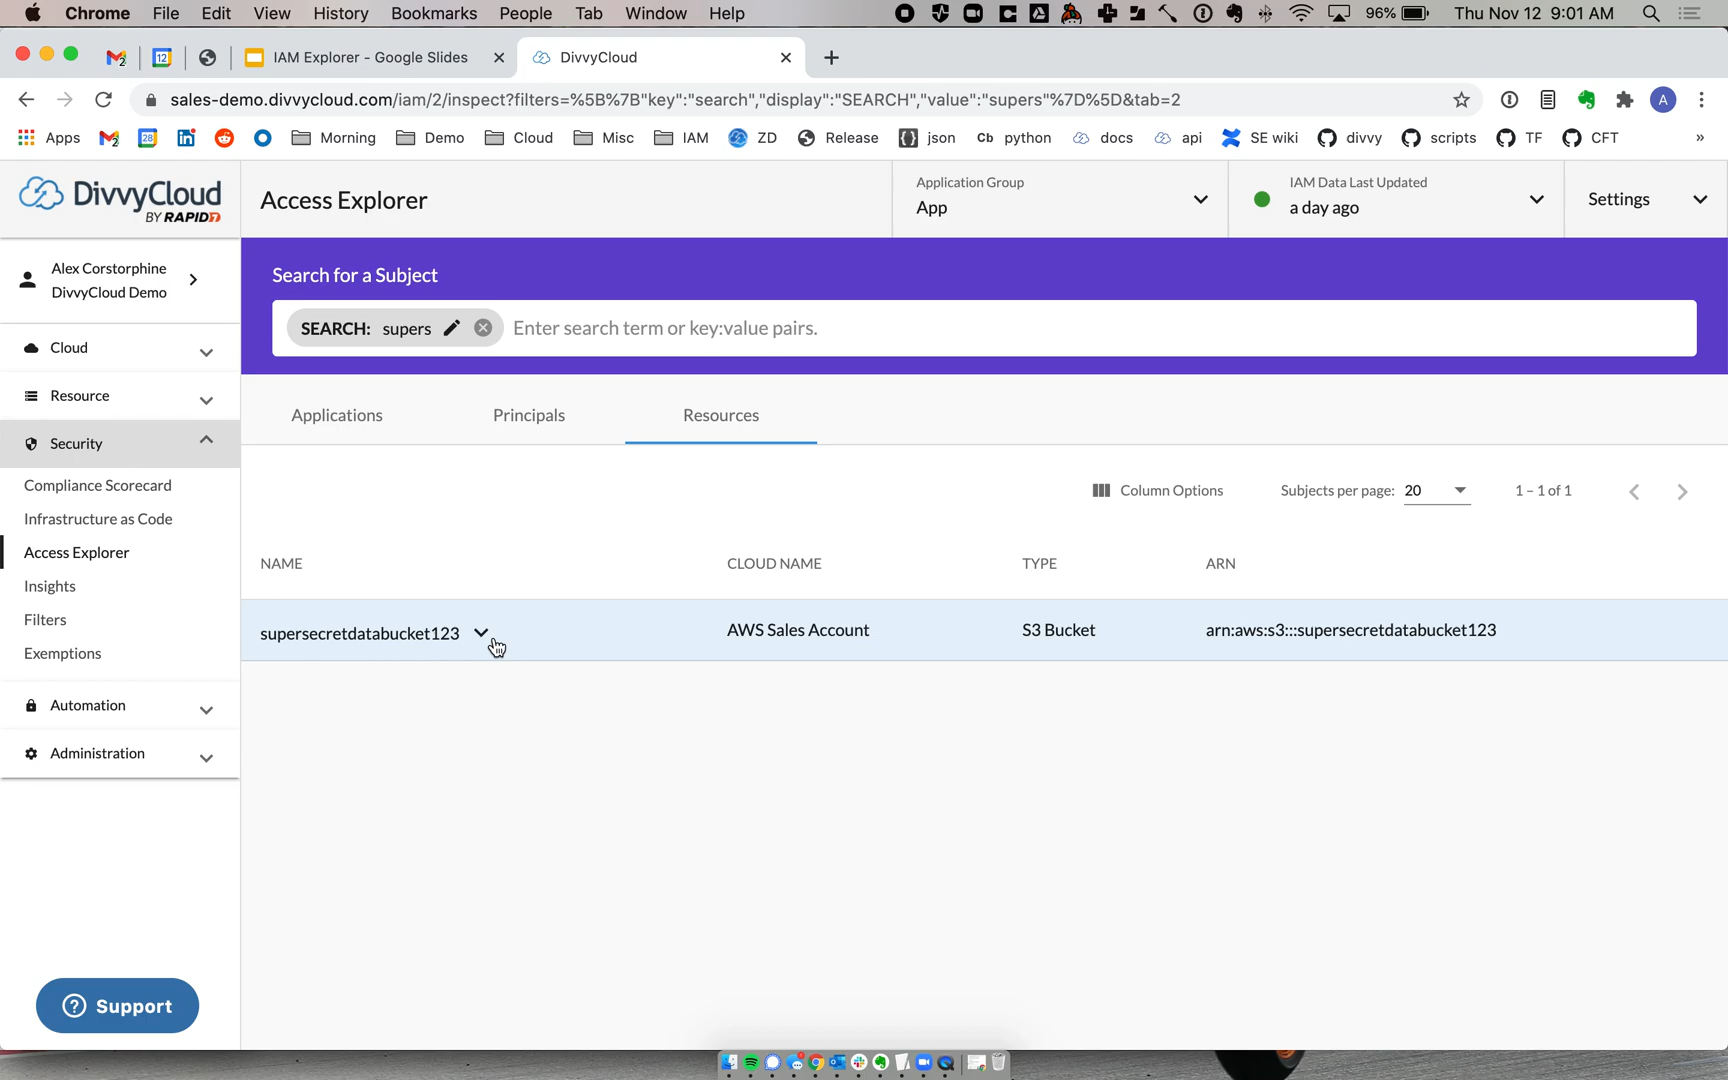 Chrome File Edit View History Bookmarks People Tab Window Help 96% Thu Nov 12 9:01 AM
IAM Explorer - Google Slides DivvyCloud
sales-demo.divvycloud.com/iam/2/inspect?filters=%5B%7B"key":"search","display":"SEARCH","value":"supers"%7D%5D&tab=2
Apps Morning Demo Cloud Misc IAM ZD Release json Cb python docs api SE wiki divvy scripts TF CFT »
DivvyCloud
BY RAPID7
Access Explorer
Application Group
App
IAM Data Last Updated
a day ago
Settings
Alex Corstorphine
DivvyCloud Demo
Search for a Subject
SEARCH: supers Enter search term or key:value pairs.
Cloud
Resource
Security
Compliance Scorecard
Infrastructure as Code
Access Explorer
Insights
Filters
Exemptions
Automation
Administration
Support
Applications Principals Resources
Column Options Subjects per page: 20 1 – 1 of 1
NAME CLOUD NAME TYPE ARN
supersecretdatabucket123 AWS Sales Account S3 Bucket arn:aws:s3:::supersecretdatabucket123